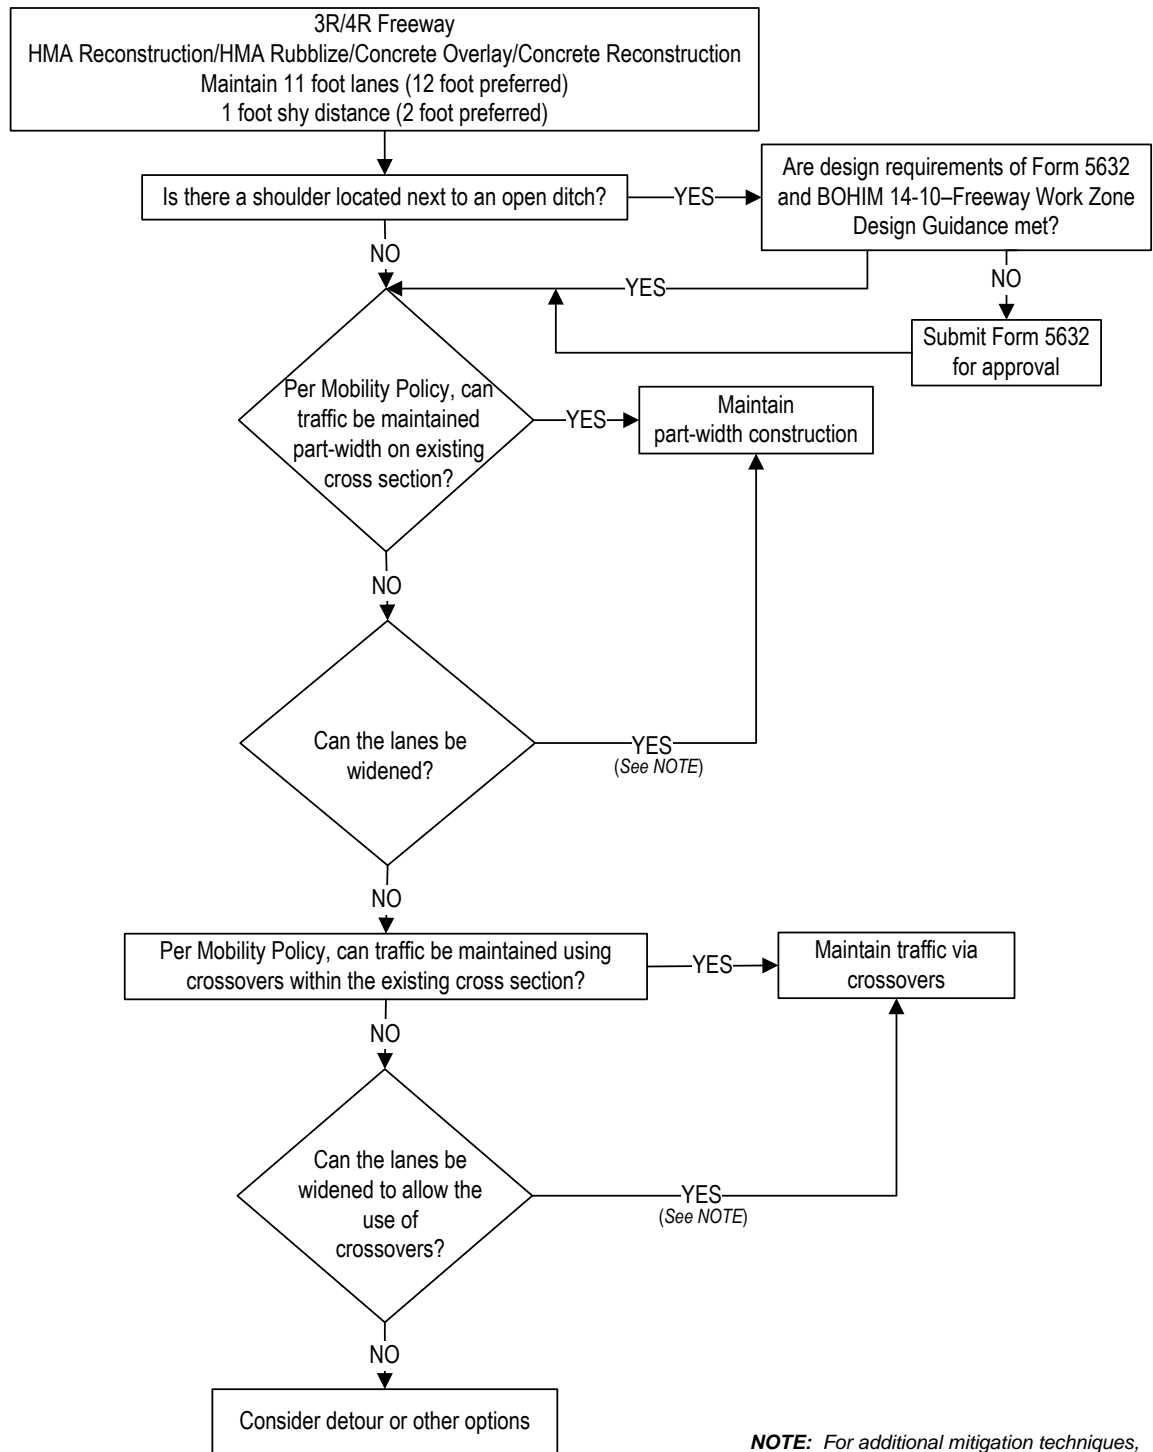 3R/4R Freeway
HMA Reconstruction/HMA Rubblize/Concrete Overlay/Concrete Reconstruction
Maintain 11 foot lanes (12 foot preferred)
1 foot shy distance (2 foot preferred)
Is there a shoulder located next to an open ditch?
YES
Are design requirements of Form 5632
and BOHIM 14-10–Freeway Work Zone
Design Guidance met?
NO
YES
NO
Submit Form 5632
for approval
Per Mobility Policy, can
traffic be maintained
part-width on existing
cross section?
YES
Maintain
part-width construction
NO
Can the lanes be
widened?
YES
(See NOTE)
NO
Per Mobility Policy, can traffic be maintained using
crossovers within the existing cross section?
YES
Maintain traffic via
crossovers
NO
Can the lanes be
widened to allow the
use of
crossovers?
YES
(See NOTE)
NO
Consider detour or other options
NOTE: For additional mitigation techniques,